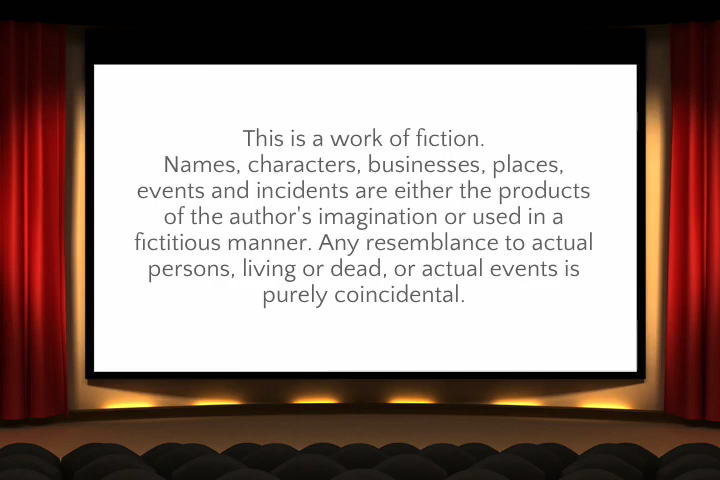 This is a work of fiction.
Names, characters, businesses, places,
events and incidents are either the products
of the author's imagination or used in a
fictitious manner. Any resemblance to actual
persons, living or dead, or actual events is
purely coincidental.